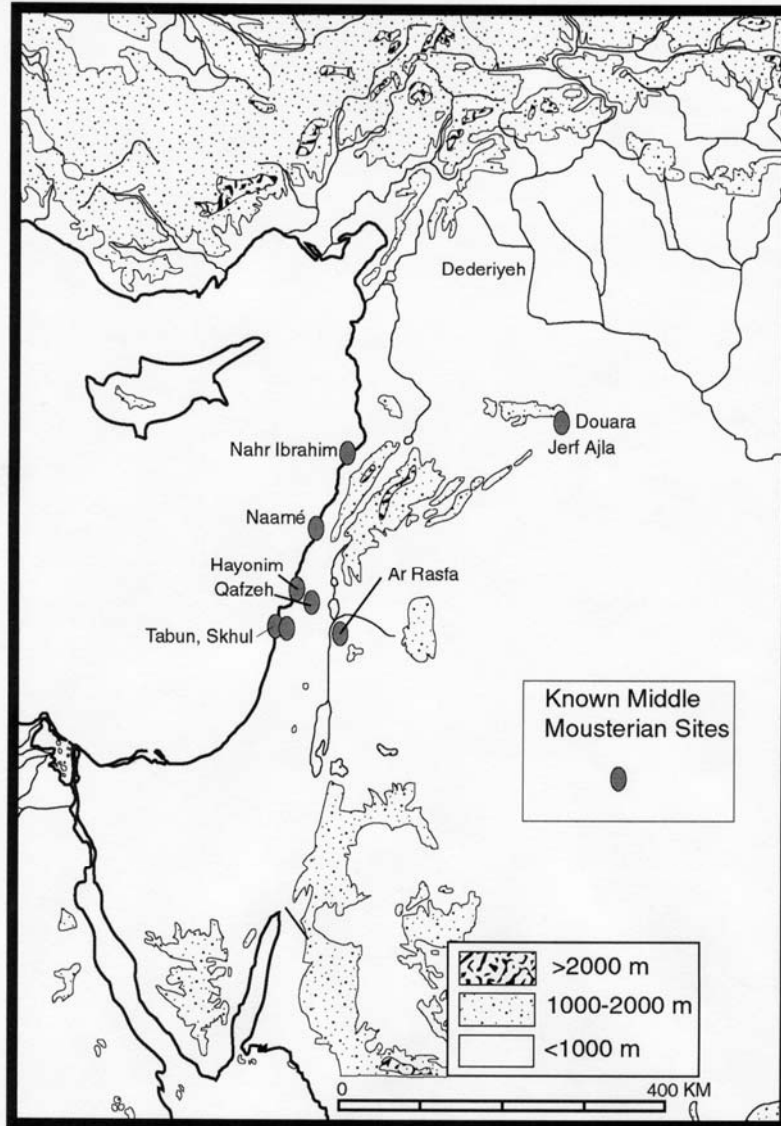 Dederiyeh
Douara
Jerf Ajla
Nahr Ibrahim
Naamé
Hayonim
Qafzeh
Ar Rasfa
Tabun, Skhul
Known Middle
Mousterian Sites
>2000 m
1000-2000 m
<1000 m
0
400 KM